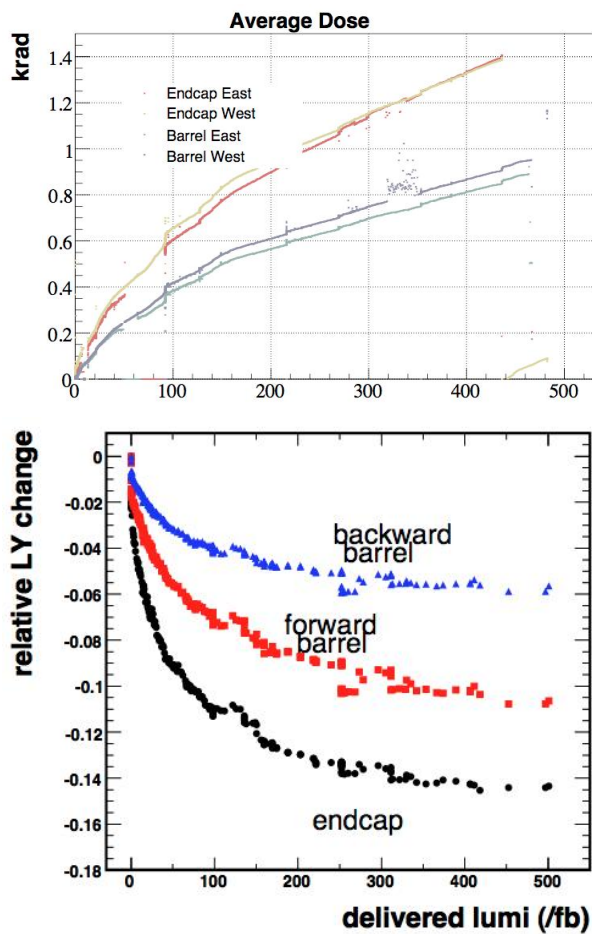 Average Dose
krad
1.4
1.2
1
0.8
0.6
0.4
0.2
0
Endcap East
Endcap West
Barrel East
Barrel West
0 100 200 300 400 500
relative LY change
0
-0.02
-0.04
-0.06
-0.08
-0.1
-0.12
-0.14
-0.16
-0.18
backward
barrel
forward
barrel
endcap
0 100 200 300 400 500
delivered lumi (/fb)